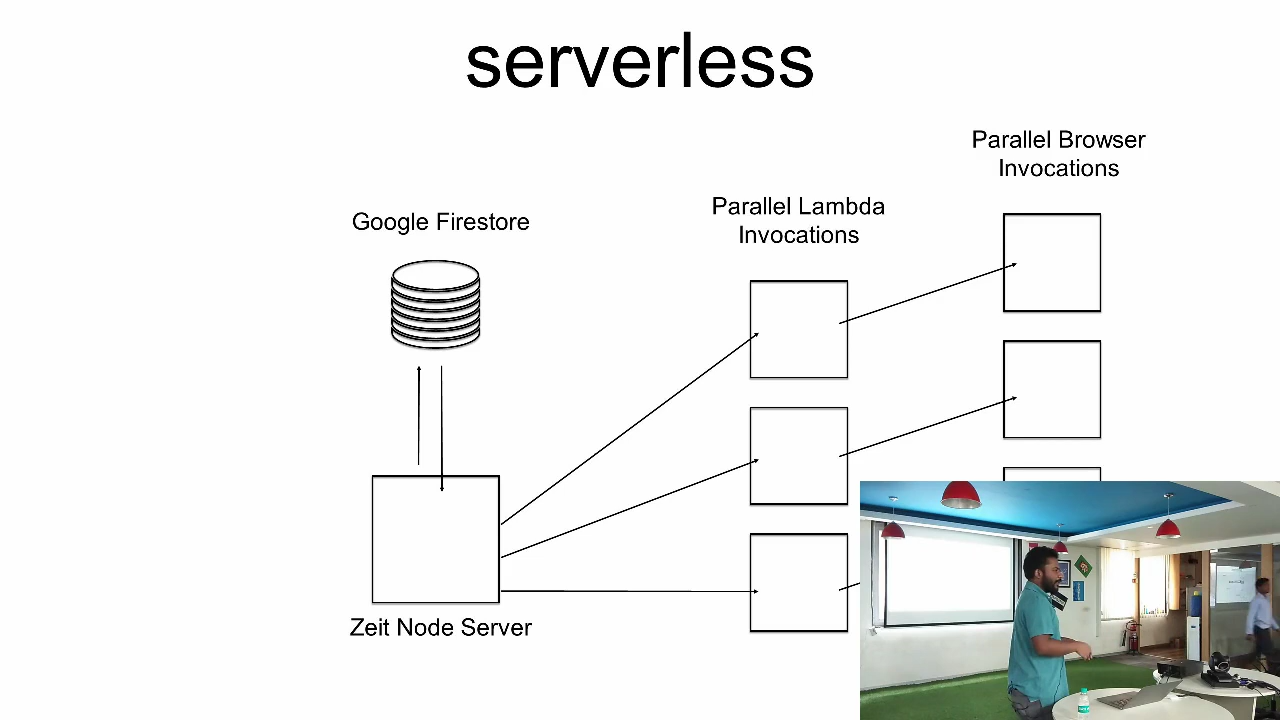 serverless
Parallel Browser
Invocations
Parallel Lambda
Invocations
Google Firestore
Zeit Node Server